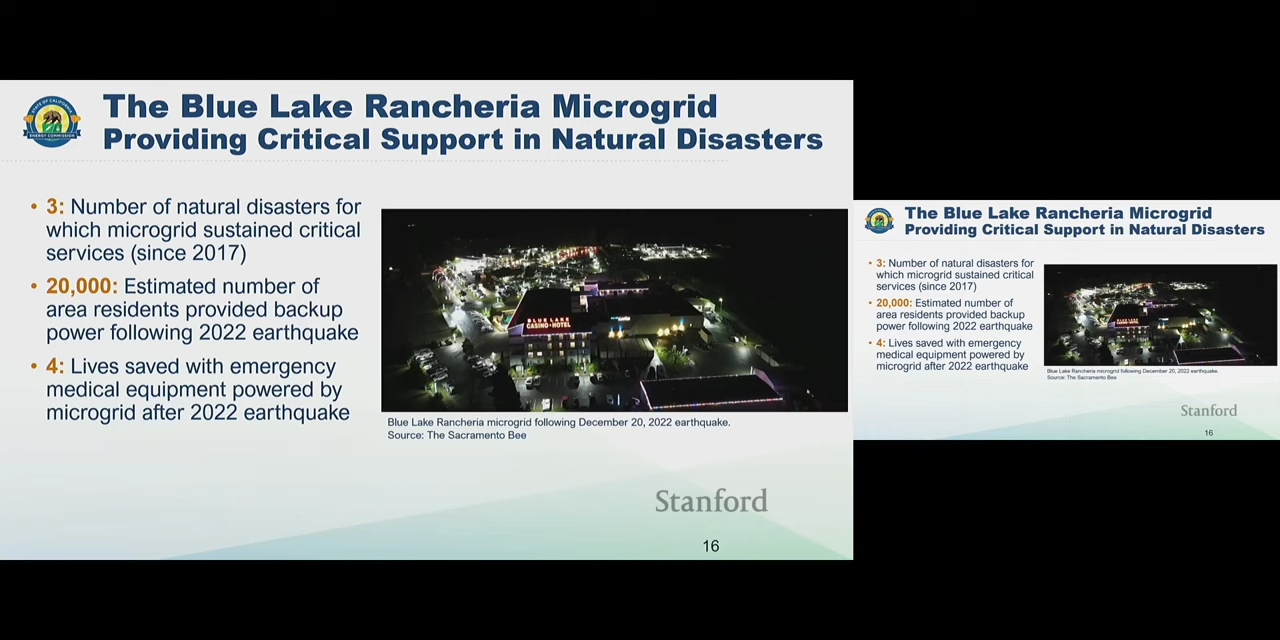 The Blue Lake Rancheria Microgrid
Providing Critical Support in Natural Disasters
STATE OF CALIFORNIA
ENERGY COMMISSION
• 3: Number of natural disasters for
which microgrid sustained critical
services (since 2017)
• 20,000: Estimated number of
area residents provided backup
power following 2022 earthquake
• 4: Lives saved with emergency
medical equipment powered by
microgrid after 2022 earthquake
BLUE LAKE
CASINO•HOTEL
Blue Lake Rancheria microgrid following December 20, 2022 earthquake.
Source: The Sacramento Bee
Stanford
16
The Blue Lake Rancheria Microgrid
Providing Critical Support in Natural Disasters
• 3: Number of natural disasters for
which microgrid sustained critical
services (since 2017)
• 20,000: Estimated number of
area residents provided backup
power following 2022 earthquake
• 4: Lives saved with emergency
medical equipment powered by
microgrid after 2022 earthquake
Blue Lake Rancheria microgrid following December 20, 2022 earthquake.
Source: The Sacramento Bee
Stanford
16